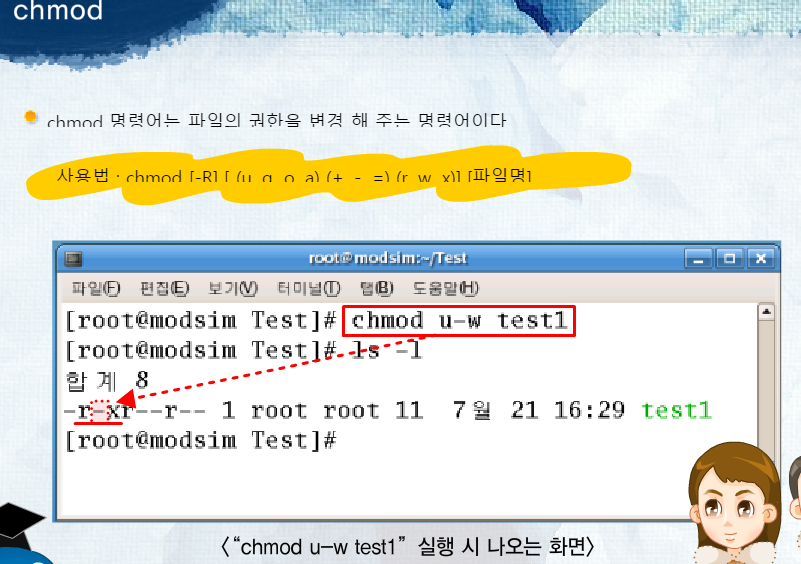 chmod
chmod 명령어는 파일의 권한을 변경 해 주는 명령어이다
사용법 : chmod [-R] [ (u, g, o, a) (+, -, =) (r, w, x)] [파일명]
root@modsim:~/Test
파일(F) 편집(E) 보기(V) 터미널(T) 탭(B) 도움말(H)
[root@modsim Test]# chmod u-w test1
[root@modsim Test]# ls -l
합계 8
-r-xr--r-- 1 root root 11 7월 21 16:29 test1
[root@modsim Test]#
〈“chmod u-w test1” 실행 시 나오는 화면〉